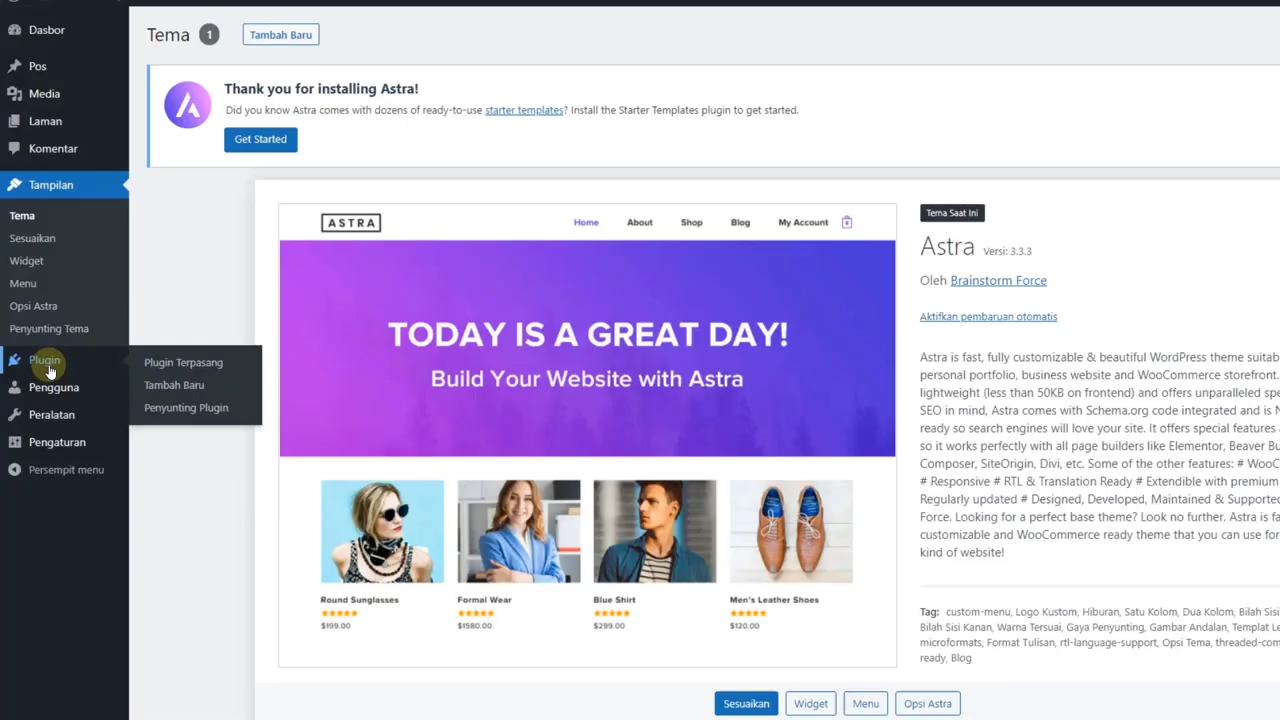 Dasbor
Pos
Media
Laman
Komentar
Tampilan
Tema
Sesuaikan
Widget
Menu
Opsi Astra
Penyunting Tema
Plugin
Pengguna
Peralatan
Pengaturan
Persempit menu
Plugin Terpasang
Tambah Baru
Penyunting Plugin
Tema 1 Tambah Baru
Thank you for installing Astra!
Did you know Astra comes with dozens of ready-to-use starter templates? Install the Starter Templates plugin to get started.
Get Started
ASTRA Home About Shop Blog My Account
TODAY IS A GREAT DAY!
Build Your Website with Astra
Round Sunglasses Formal Wear Blue Shirt Men's Leather Shoes
$199.00 $1580.00 $299.00 $120.00
Tema Saat Ini
Astra Versi: 3.3.3
Oleh Brainstorm Force
Aktifkan pembaruan otomatis
Astra is fast, fully customizable & beautiful WordPress theme suitab
personal portfolio, business website and WooCommerce storefront.
lightweight (less than 50KB on frontend) and offers unparalleled spe
SEO in mind, Astra comes with Schema.org code integrated and is N
ready so search engines will love your site. It offers special features
so it works perfectly with all page builders like Elementor, Beaver Bu
Composer, SiteOrigin, Divi, etc. Some of the other features: # WooC
# Responsive # RTL & Translation Ready # Extendible with premium
Regularly updated # Designed, Developed, Maintained & Supporte
Force. Looking for a perfect base theme? Look no further. Astra is fa
customizable and WooCommerce ready theme that you can use for
kind of website!
Tag: custom-menu, Logo Kustom, Hiburan, Satu Kolom, Dua Kolom, Bilah Sisi
Bilah Sisi Kanan, Warna Tersuai, Gaya Penyunting, Gambar Andalan, Templat Le
microformats, Format Tulisan, rtl-language-support, Opsi Tema, threaded-com
ready, Blog
Sesuaikan Widget Menu Opsi Astra